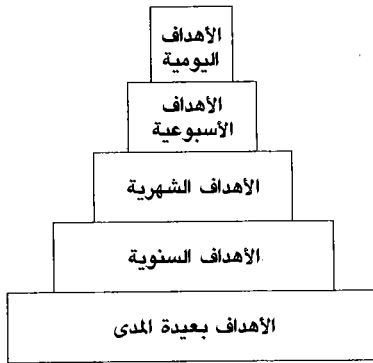 الأهداف
اليومية
الأهداف
الأسبوعية
الأهداف الشهرية
الأهداف السنوية
الأهداف بعيدة المدى